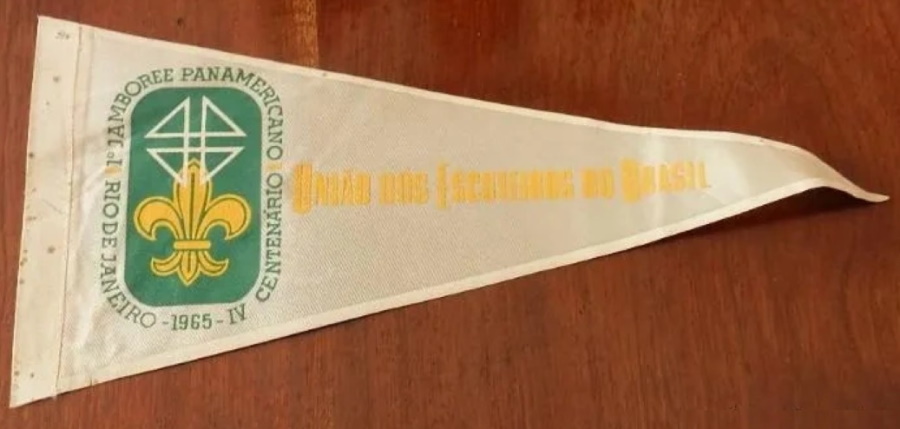 1º JAMBOREE PANAMERICANO
RIO DE JANEIRO - 1965 - IV CENTENÁRIO
UNIÃO DOS ESCOTEIROS DO BRASIL